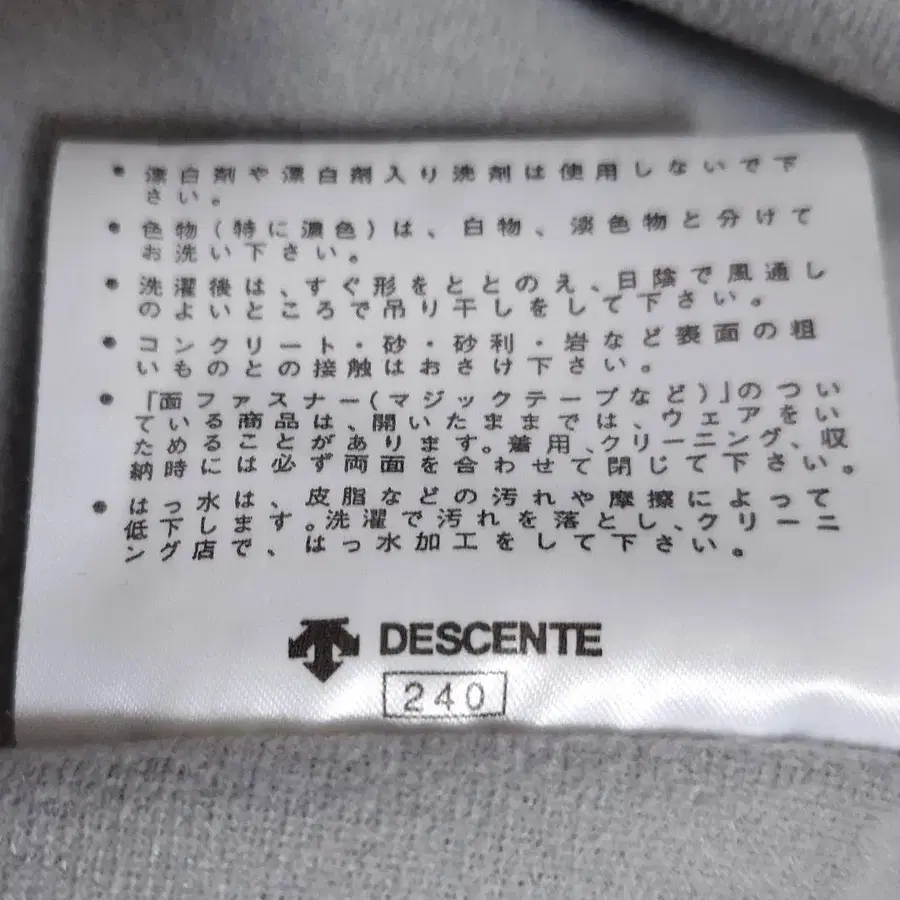 ・漂白剤や漂白剤入り洗剤は使用しないで下
さい。
・色物(特に濃色)は、白物、淡色物と分けて
お洗い下さい。
・洗濯後は、すぐ形をととのえ、日陰で風通し
のよいところで吊り干しをして下さい。
・コンクリート・砂・砂利・岩など表面の粗
いものとの接触はおさけ下さい。
・「面ファスナー(マジックテープなど)」のつい
ている商品は、開いたままでは、ウェアをい
ためることがあります。着用、クリーニング、収
納時には必ず両面を合わせて閉じて下さい。
・はっ水は、皮脂などの汚れや摩擦によって
低下します。洗濯で汚れを落とし、クリーニ
ング店で、はっ水加工をして下さい。
DESCENTE
240